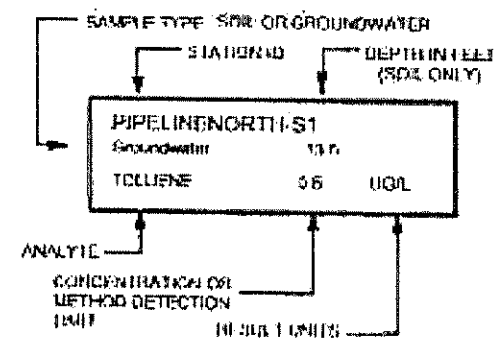 SAMPLE TYPE SOIL OR GROUNDWATER
STATION ID
DEPTH IN FEET
(SOIL ONLY)
PIPELINENORTH-S1
Groundwater
TOLUENE UG/L
ANALYTE
CONCENTRATION OR
METHOD DETECTION
LIMIT
RESULT UNITS